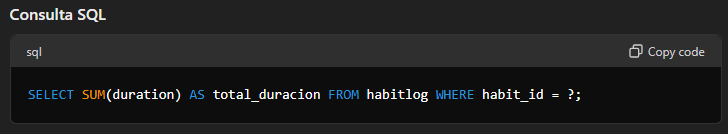 Consulta SQL
sql Copy code
SELECT SUM(duration) AS total_duracion FROM habitlog WHERE habit_id = ?;